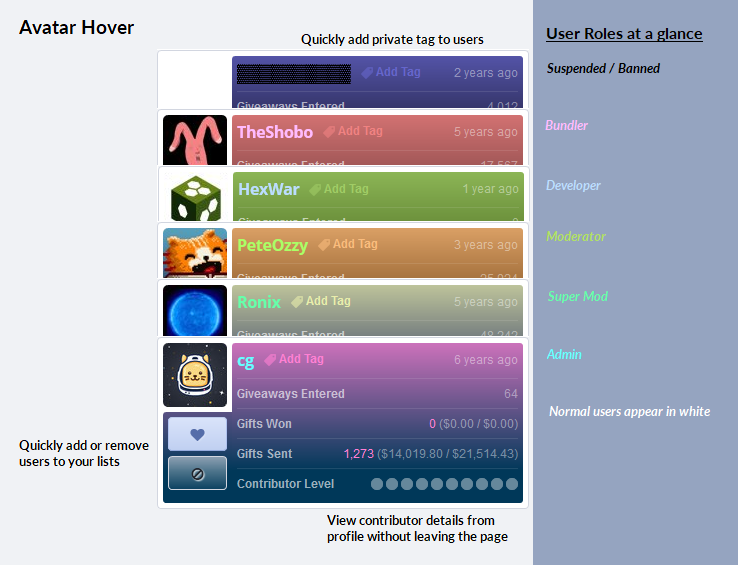 Avatar Hover
Quickly add private tag to users
User Roles at a glance
Suspended / Banned
Add Tag 2 years ago
Giveaways Entered 4,012
TheShobo Add Tag 5 years ago
Giveaways Entered 17,567
Bundler
HexWar Add Tag 1 year ago
Giveaways Entered 0
Developer
PeteOzzy Add Tag 3 years ago
Giveaways Entered
Moderator
Ronix Add Tag 5 years ago
Giveaways Entered 48,242
Super Mod
cg Add Tag 6 years ago
Admin
Giveaways Entered 64
Gifts Won 0 ($0.00 / $0.00)
Normal users appear in white
Gifts Sent 1,273 ($14,019.80 / $21,514.43)
Contributor Level
Quickly add or remove
users to your lists
View contributor details from
profile without leaving the page